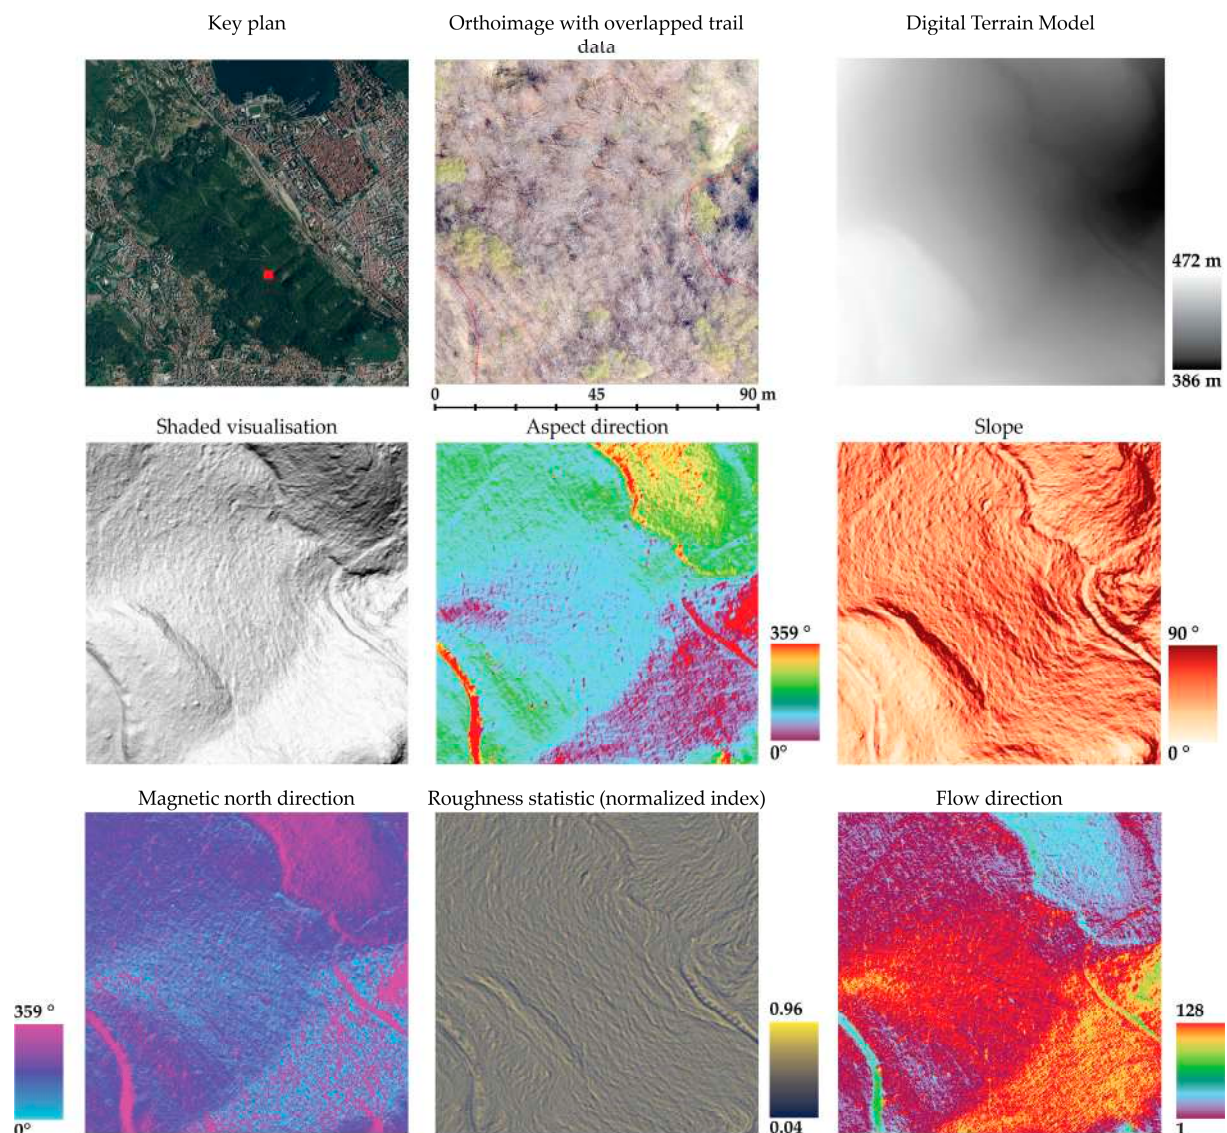 Key plan
Orthoimage with overlapped trail
data
Digital Terrain Model
472 m
386 m
0 45 90 m
Shaded visualisation
Aspect direction
Slope
359 °
0°
90 °
0 °
Magnetic north direction
Roughness statistic (normalized index)
Flow direction
359 °
0°
0.96
0.04
128
1